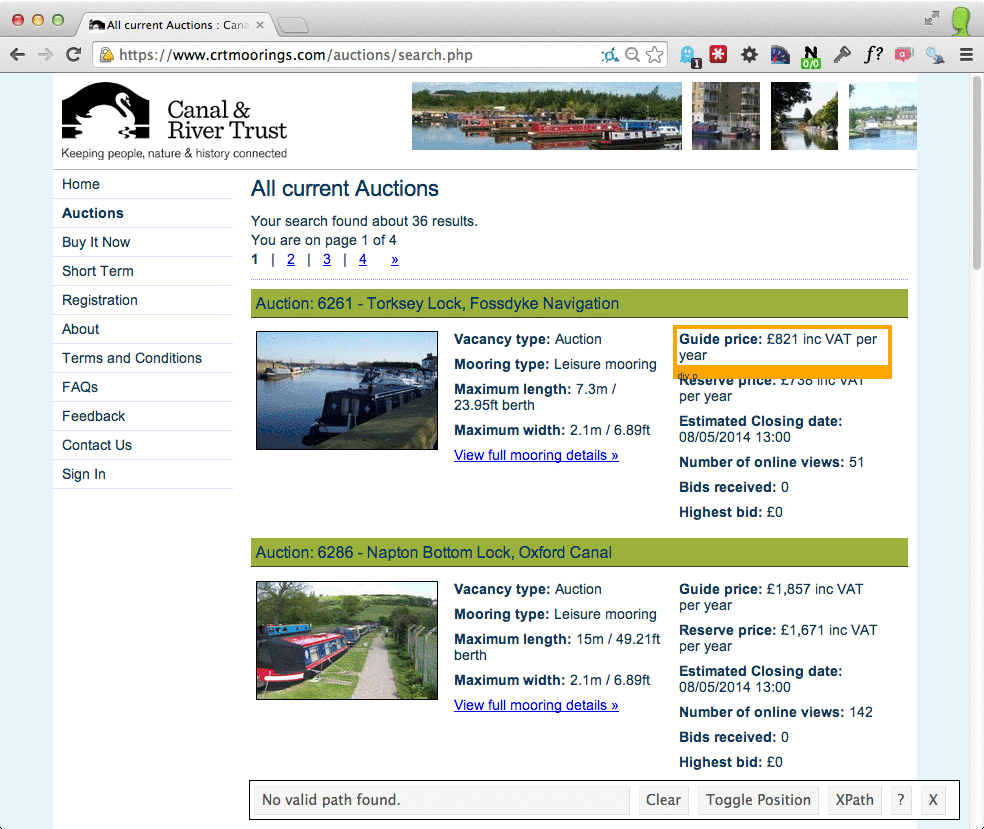 All current Auctions : Cana
https://www.crtmoorings.com/auctions/search.php
1
N
0/0
f?
Canal &
River Trust
Keeping people, nature & history connected
Home
Auctions
Buy It Now
Short Term
Registration
About
Terms and Conditions
FAQs
Feedback
Contact Us
Sign In
All current Auctions
Your search found about 36 results.
You are on page 1 of 4
1 | 2 | 3 | 4 »
Auction: 6261 - Torksey Lock, Fossdyke Navigation
Vacancy type: Auction
Mooring type: Leisure mooring
Maximum length: 7.3m /
23.95ft berth
Maximum width: 2.1m / 6.89ft
View full mooring details »
Guide price: £821 inc VAT per
year
div p
Reserve price: £738 inc VAT
per year
Estimated Closing date:
08/05/2014 13:00
Number of online views: 51
Bids received: 0
Highest bid: £0
Auction: 6286 - Napton Bottom Lock, Oxford Canal
Vacancy type: Auction
Mooring type: Leisure mooring
Maximum length: 15m / 49.21ft
berth
Maximum width: 2.1m / 6.89ft
View full mooring details »
Guide price: £1,857 inc VAT
per year
Reserve price: £1,671 inc VAT
per year
Estimated Closing date:
08/05/2014 13:00
Number of online views: 142
Bids received: 0
Highest bid: £0
No valid path found.
Clear
Toggle Position
XPath
?
X